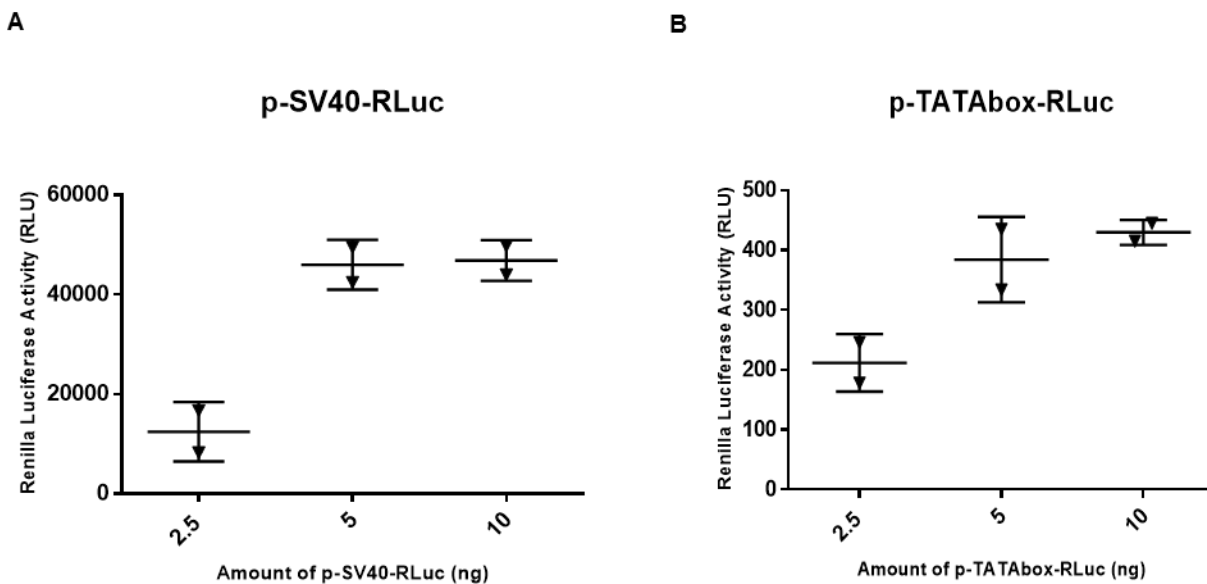 A
p-SV40-RLuc
Renilla Luciferase Activity (RLU)
60000
40000
20000
0
2.5
5
10
Amount of p-SV40-RLuc (ng)
B
p-TATAbox-RLuc
Renilla Luciferase Activity (RLU)
500
400
300
200
100
0
2.5
5
10
Amount of p-TATAbox-RLuc (ng)